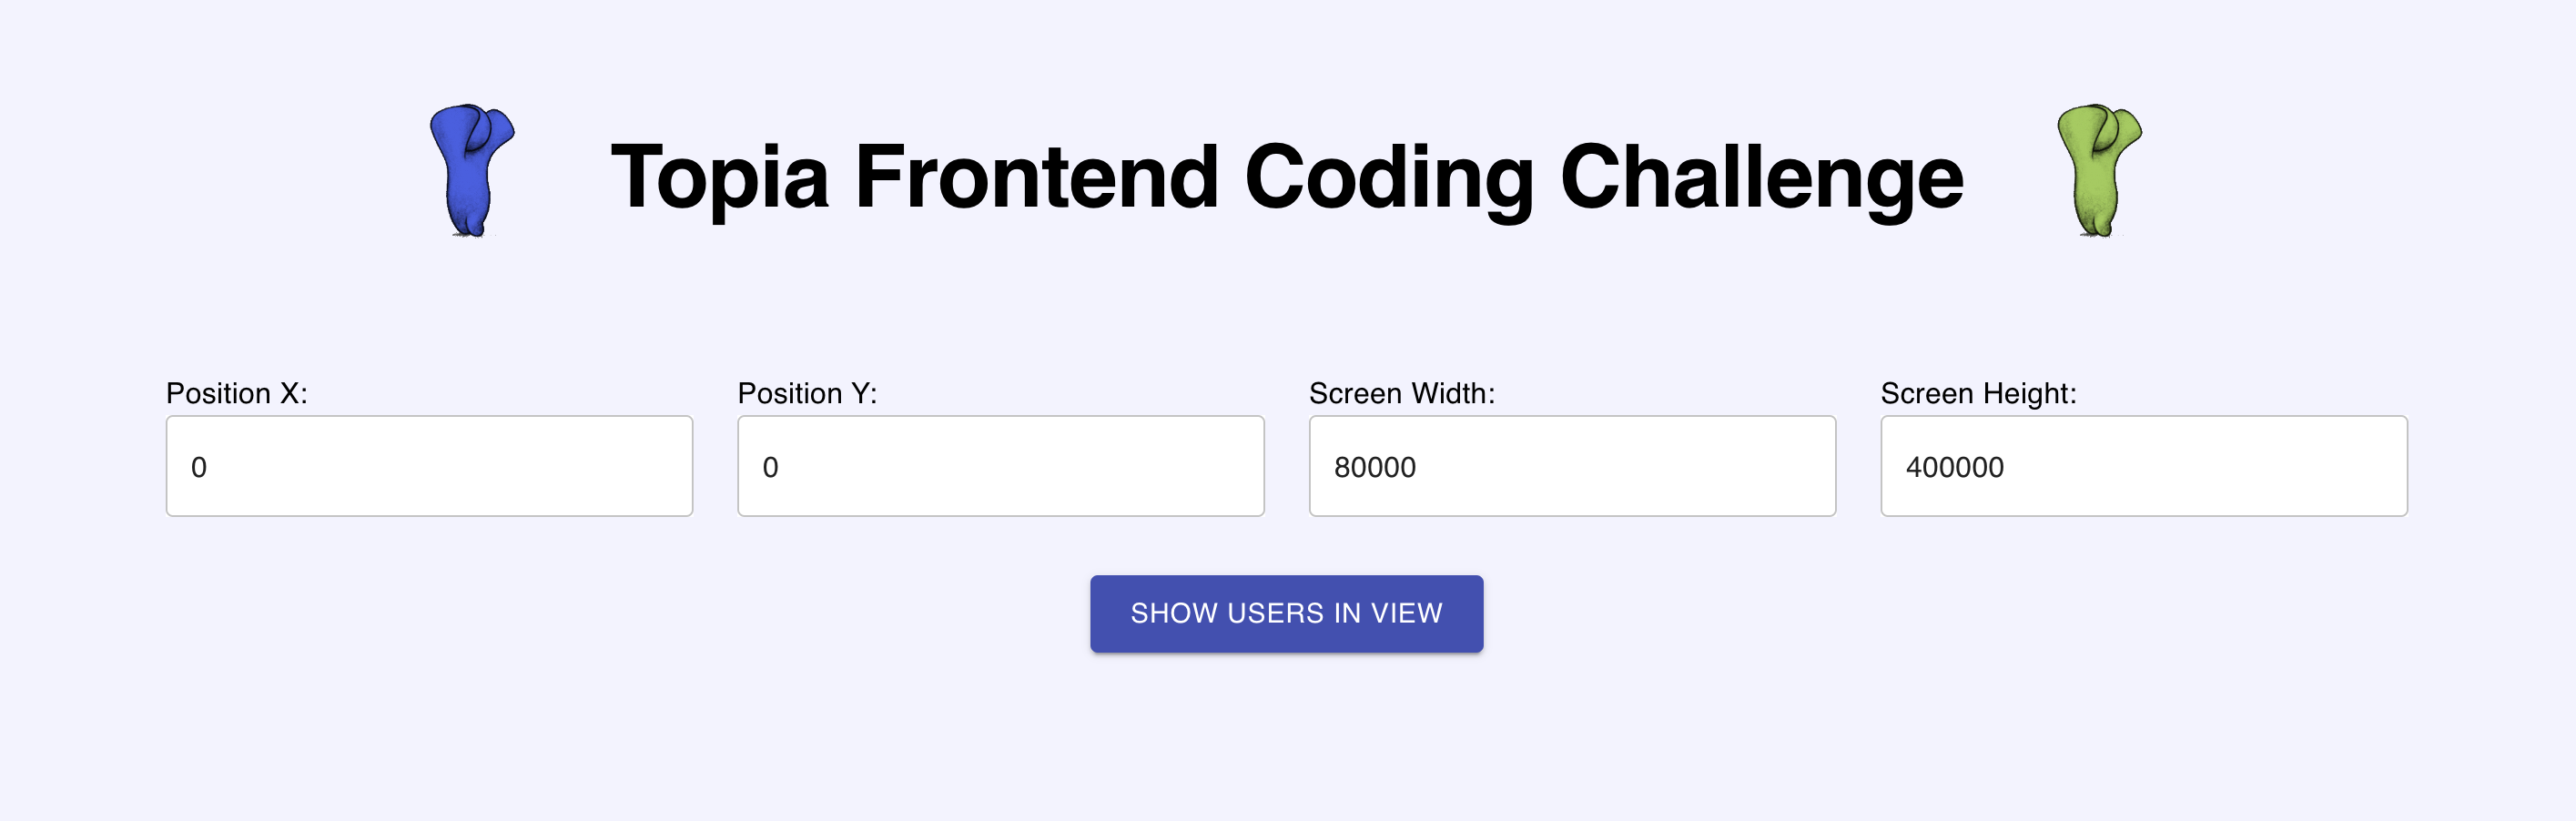 Topia Frontend Coding Challenge
Position X:
Position Y:
Screen Width:
Screen Height:
0
0
80000
400000
SHOW USERS IN VIEW